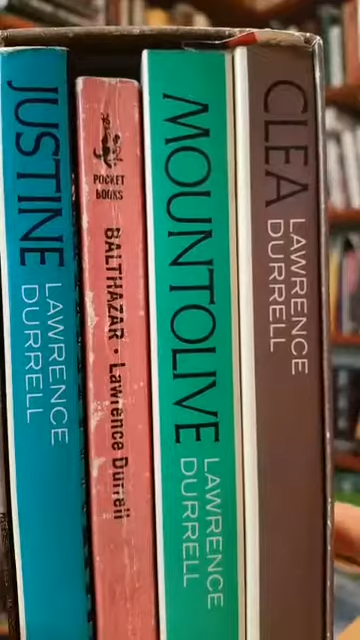 JUSTINE
LAWRENCE
DURRELL
POCKET
BOOKS
BALTHAZAR · Lawrence Durrell
MOUNTOLIVE
LAWRENCE
DURRELL
CLEA
LAWRENCE
DURRELL